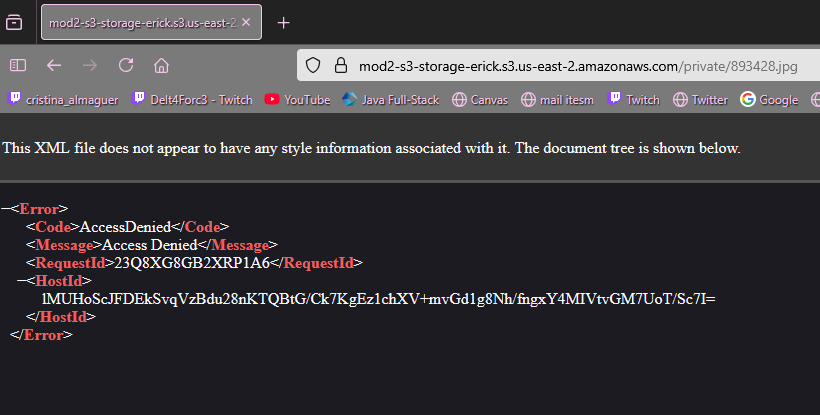 mod2-s3-storage-erick.s3.us-east-2
mod2-s3-storage-erick.s3.us-east-2.amazonaws.com/private/893428.jpg
cristina_almaguer Delt4Forc3 - Twitch YouTube Java Full-Stack Canvas mail itesm Twitch Twitter Google
This XML file does not appear to have any style information associated with it. The document tree is shown below.
−<Error>
<Code>AccessDenied</Code>
<Message>Access Denied</Message>
<RequestId>23Q8XG8GB2XRP1A6</RequestId>
−<HostId>
lMUHoScJFDEkSvqVzBdu28nKTQBtG/Ck7KgEz1chXV+mvGd1g8Nh/fngxY4MIVtvGM7UoT/Sc7I=
</HostId>
</Error>